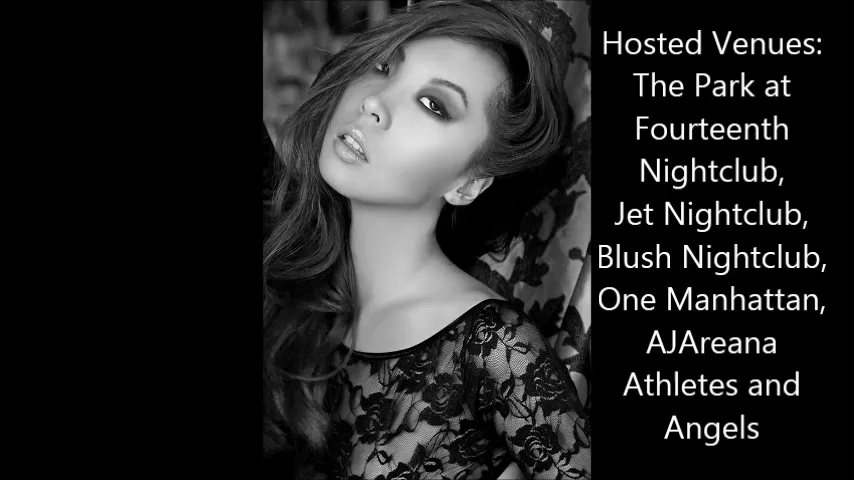 Hosted Venues:
The Park at
Fourteenth
Nightclub,
Jet Nightclub,
Blush Nightclub,
One Manhattan,
AJAreana
Athletes and
Angels